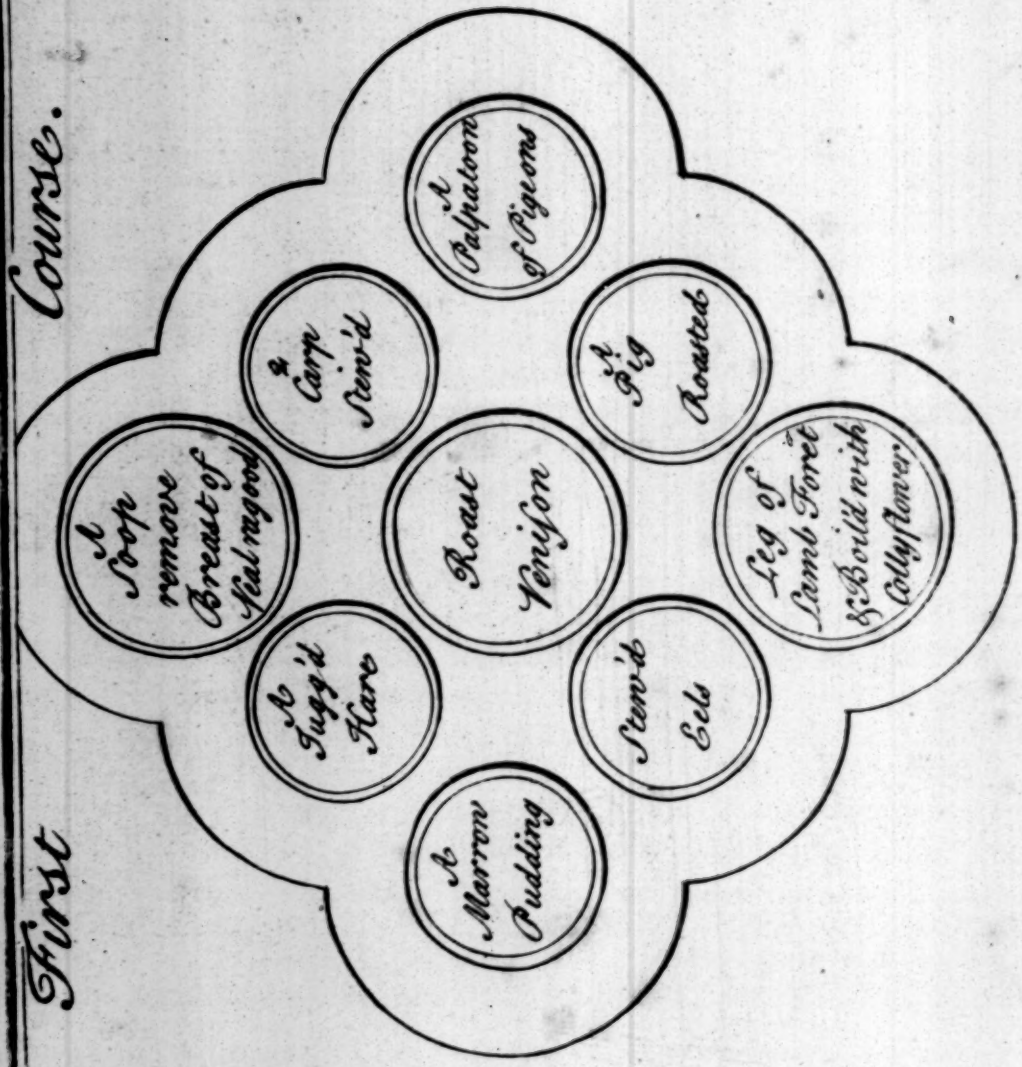 First Course.
A
Soop
remove
Breast of
Veal ragood
A
Jugg'd
Hare
A
Carp
Stew'd
A
Marrow
Pudding
Roast
Venison
A
Palpatoon
of Pigeons
Stew'd
Eels
A
Pig
Roasted
Leg of
Lamb Forc't
& Boil'd with
Collyflower,